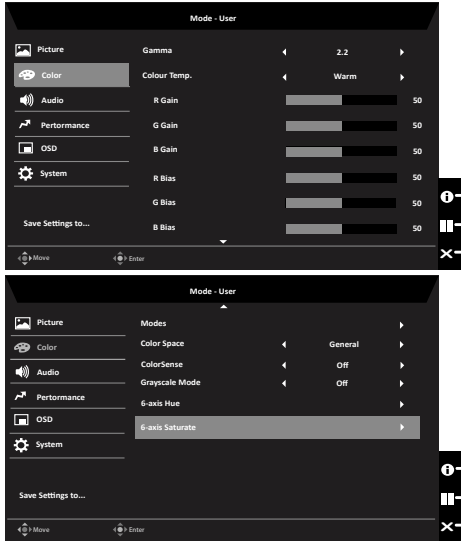 Mode - User
Picture
Gamma 2.2
Color
Colour Temp. Warm
Audio
R Gain 50
Pertormance
G Gain 50
OSD
B Gain 50
System
R Bias 50
G Bias 50
Save Settings to...
B Bias 50
Move Enter
Mode - User
Picture
Modes
Color
Color Space General
Audio
ColorSense Off
Grayscale Mode Off
Pertormance
6-axis Hue
OSD
6-axis Saturate
System
Save Settings to...
Move Enter